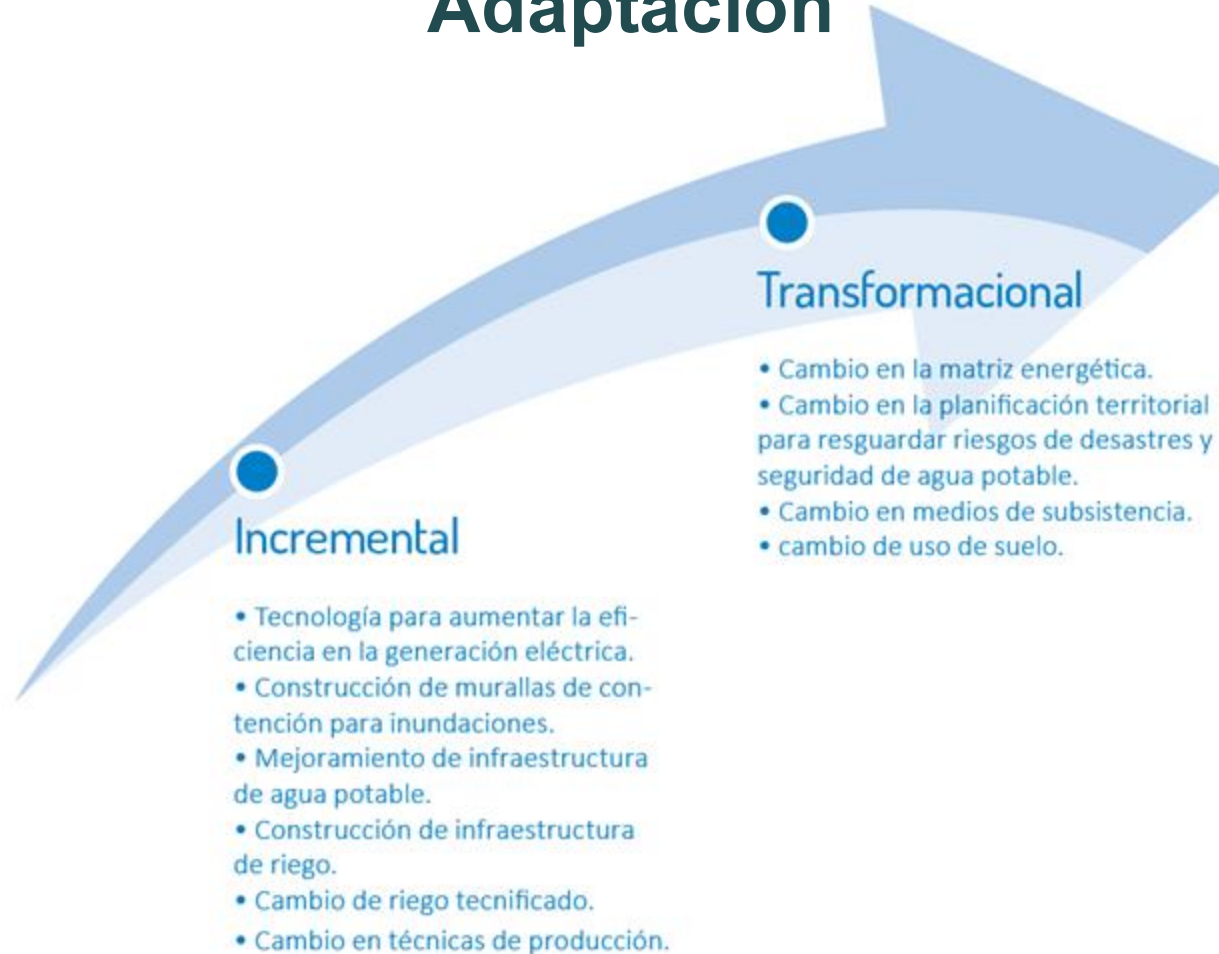 Adaptación
Transformacional
• Cambio en la matriz energética.
• Cambio en la planificación territorial
para resguardar riesgos de desastres y
seguridad de agua potable.
• Cambio en medios de subsistencia.
• cambio de uso de suelo.
Incremental
• Tecnología para aumentar la efi-
ciencia en la generación eléctrica.
• Construcción de murallas de con-
tención para inundaciones.
• Mejoramiento de infraestructura
de agua potable.
• Construcción de infraestructura
de riego.
• Cambio de riego tecnificado.
• Cambio en técnicas de producción.